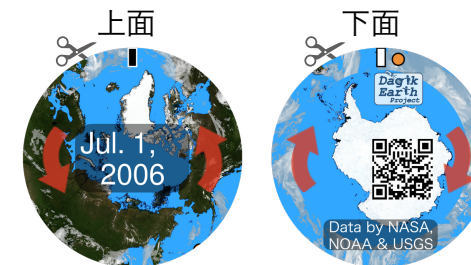 上面
下面
Jul. 1,
2006
Dagik
Earth
Project
Data by NASA,
NOAA & USGS